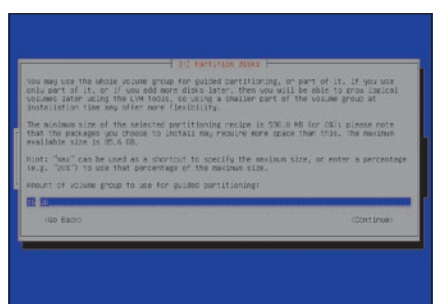 [!] Partition disks
You may use the whole volume group for guided partitioning, or part of it. If you use
only part of it, or if you add more disks later, then you will be able to grow logical
volumes later using the LVM tools, so using a smaller part of the volume group at
installation time may offer more flexibility.
The minimum size of the selected partitioning recipe is MB (or 0%); please note
that the packages you choose to install may require more space than this. The maximum
available size is 85.6 GB.
Hint: "max" can be used as a shortcut to specify the maximum size, or enter a percentage
(e.g. "20%") to use that percentage of the maximum size.
Amount of volume group to use for guided partitioning:
<Go Back>
<Continue>